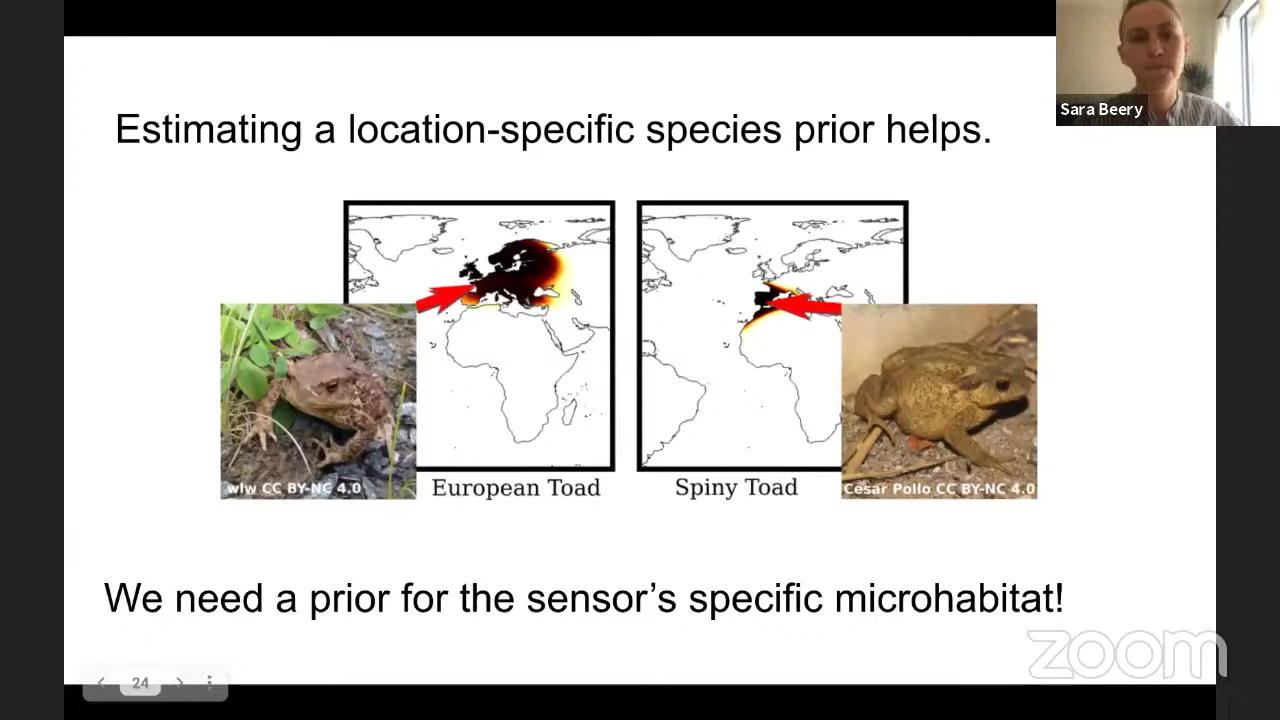 Sara Beery
Estimating a location-specific species prior helps.
wlw CC BY-NC 4.0
European Toad
Spiny Toad
César Pollo CC BY-NC 4.0
We need a prior for the sensor's specific microhabitat!
zoom
24